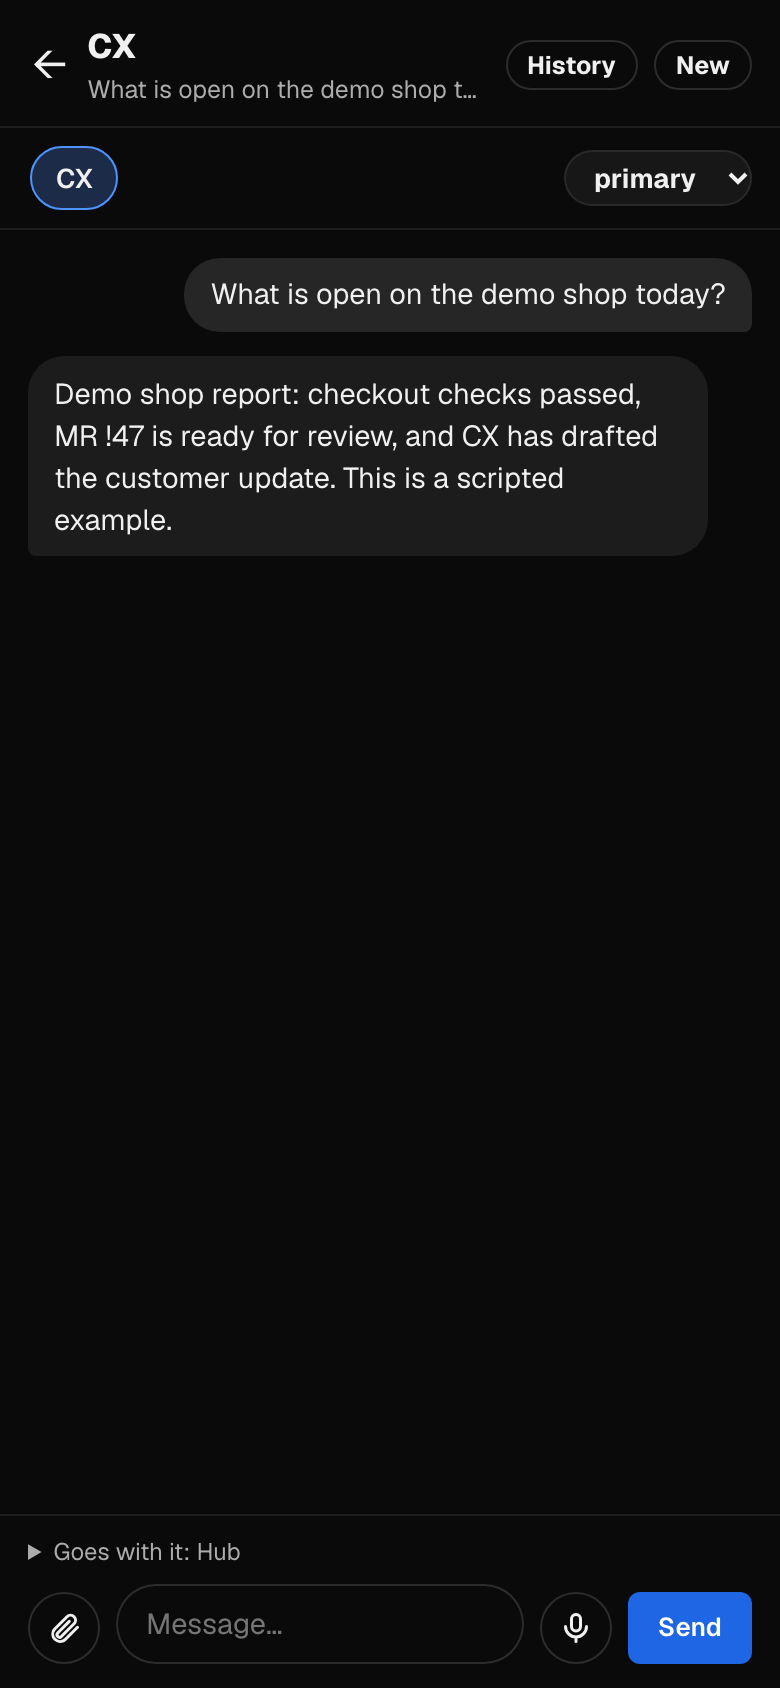 CX
What is open on the demo shop t…
History
New
CX
primary
What is open on the demo shop today?
Demo shop report: checkout checks passed,
MR !47 is ready for review, and CX has drafted
the customer update. This is a scripted
example.
Goes with it: Hub
Message…
Send